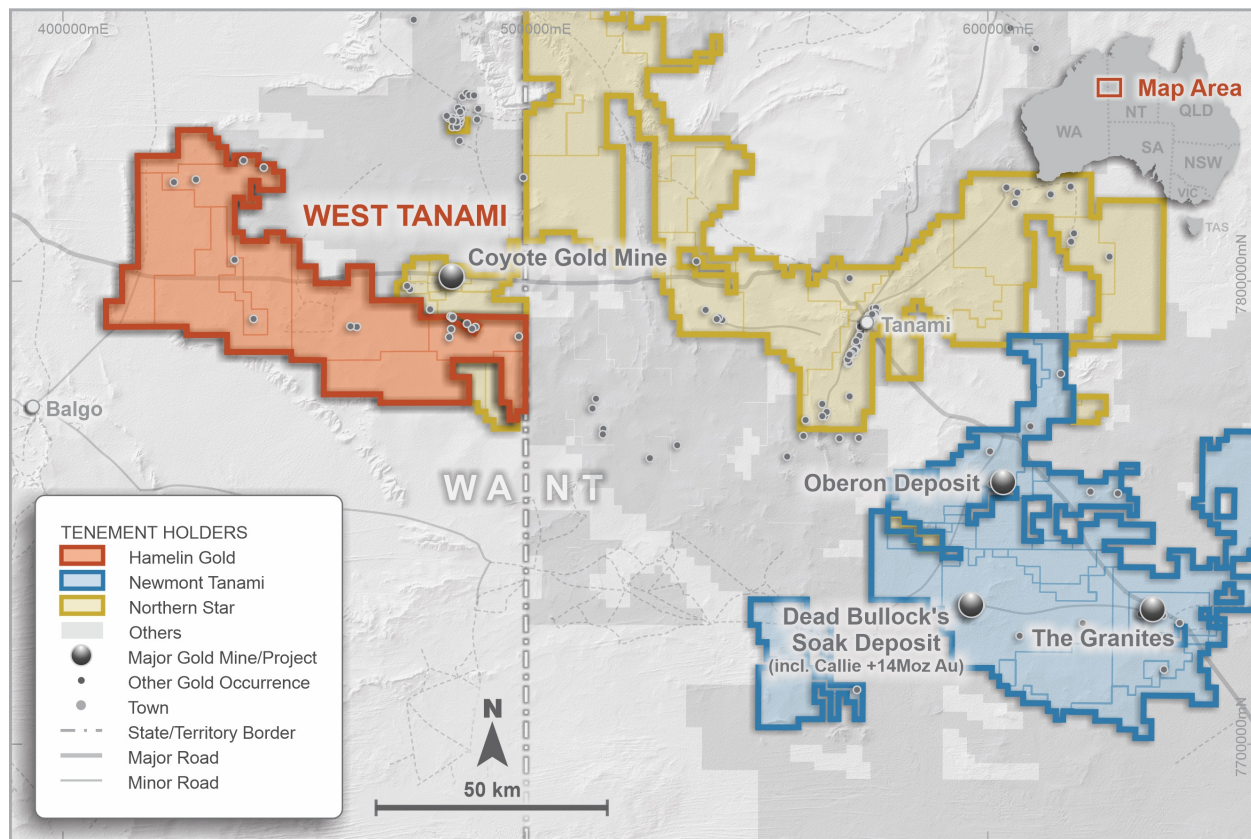 400000mE
500000mE
600000mE
Map Area
WA
NT
QLD
SA
NSW
VIC
TAS
WEST TANAMI
Coyote Gold Mine
7800000mN
Tanami
Balgo
WA
NT
Oberon Deposit
Dead Bullock's
Soak Deposit
(incl. Callie +14Moz Au)
The Granites
7700000mN
TENEMENT HOLDERS
Hamelin Gold
Newmont Tanami
Northern Star
Others
Major Gold Mine/Project
Other Gold Occurrence
Town
State/Territory Border
Major Road
Minor Road
N
50 km